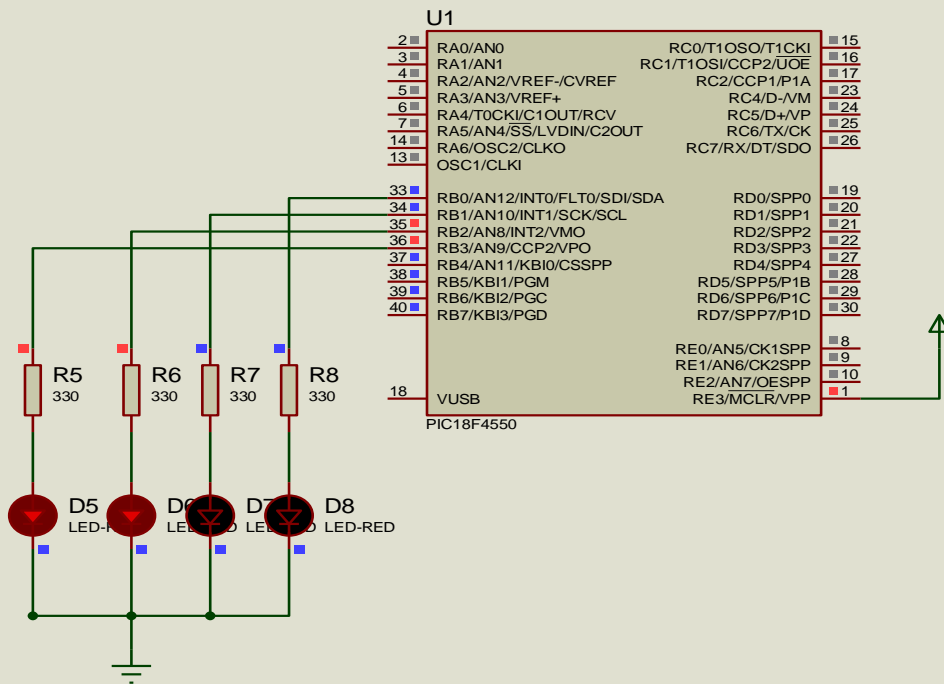 U1
2 RA0/AN0
3 RA1/AN1
4 RA2/AN2/VREF-/CVREF
5 RA3/AN3/VREF+
6 RA4/T0CKI/C1OUT/RCV
7 RA5/AN4/SS/LVDIN/C2OUT
14 RA6/OSC2/CLKO
13 OSC1/CLKI
33 RB0/AN12/INT0/FLT0/SDI/SDA
34 RB1/AN10/INT1/SCK/SCL
35 RB2/AN8/INT2/VMO
36 RB3/AN9/CCP2/VPO
37 RB4/AN11/KBI0/CSSPP
38 RB5/KBI1/PGM
39 RB6/KBI2/PGC
40 RB7/KBI3/PGD
18 VUSB
RC0/T1OSO/T1CKI 15
RC1/T1OSI/CCP2/UOE 16
RC2/CCP1/P1A 17
RC4/D-/VM 23
RC5/D+/VP 24
RC6/TX/CK 25
RC7/RX/DT/SDO 26
RD0/SPP0 19
RD1/SPP1 20
RD2/SPP2 21
RD3/SPP3 22
RD4/SPP4 27
RD5/SPP5/P1B 28
RD6/SPP6/P1C 29
RD7/SPP7/P1D 30
RE0/AN5/CK1SPP 8
RE1/AN6/CK2SPP 9
RE2/AN7/OESPP 10
RE3/MCLR/VPP 1
PIC18F4550
R5 R6 R7 R8
330 330 330 330
D5 D8
LED-RED